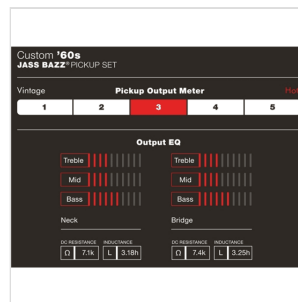 Custom '60s
JASS BAZZ® PICKUP SET
Vintage Pickup Output Meter Hot
1 2 3 4 5
Output EQ
Treble Treble
Mid Mid
Bass Bass
Neck Bridge
DC RESISTANCE INDUCTANCE DC RESISTANCE INDUCTANCE
Ω 7.1k L 3.18h Ω 7.4k L 3.25h